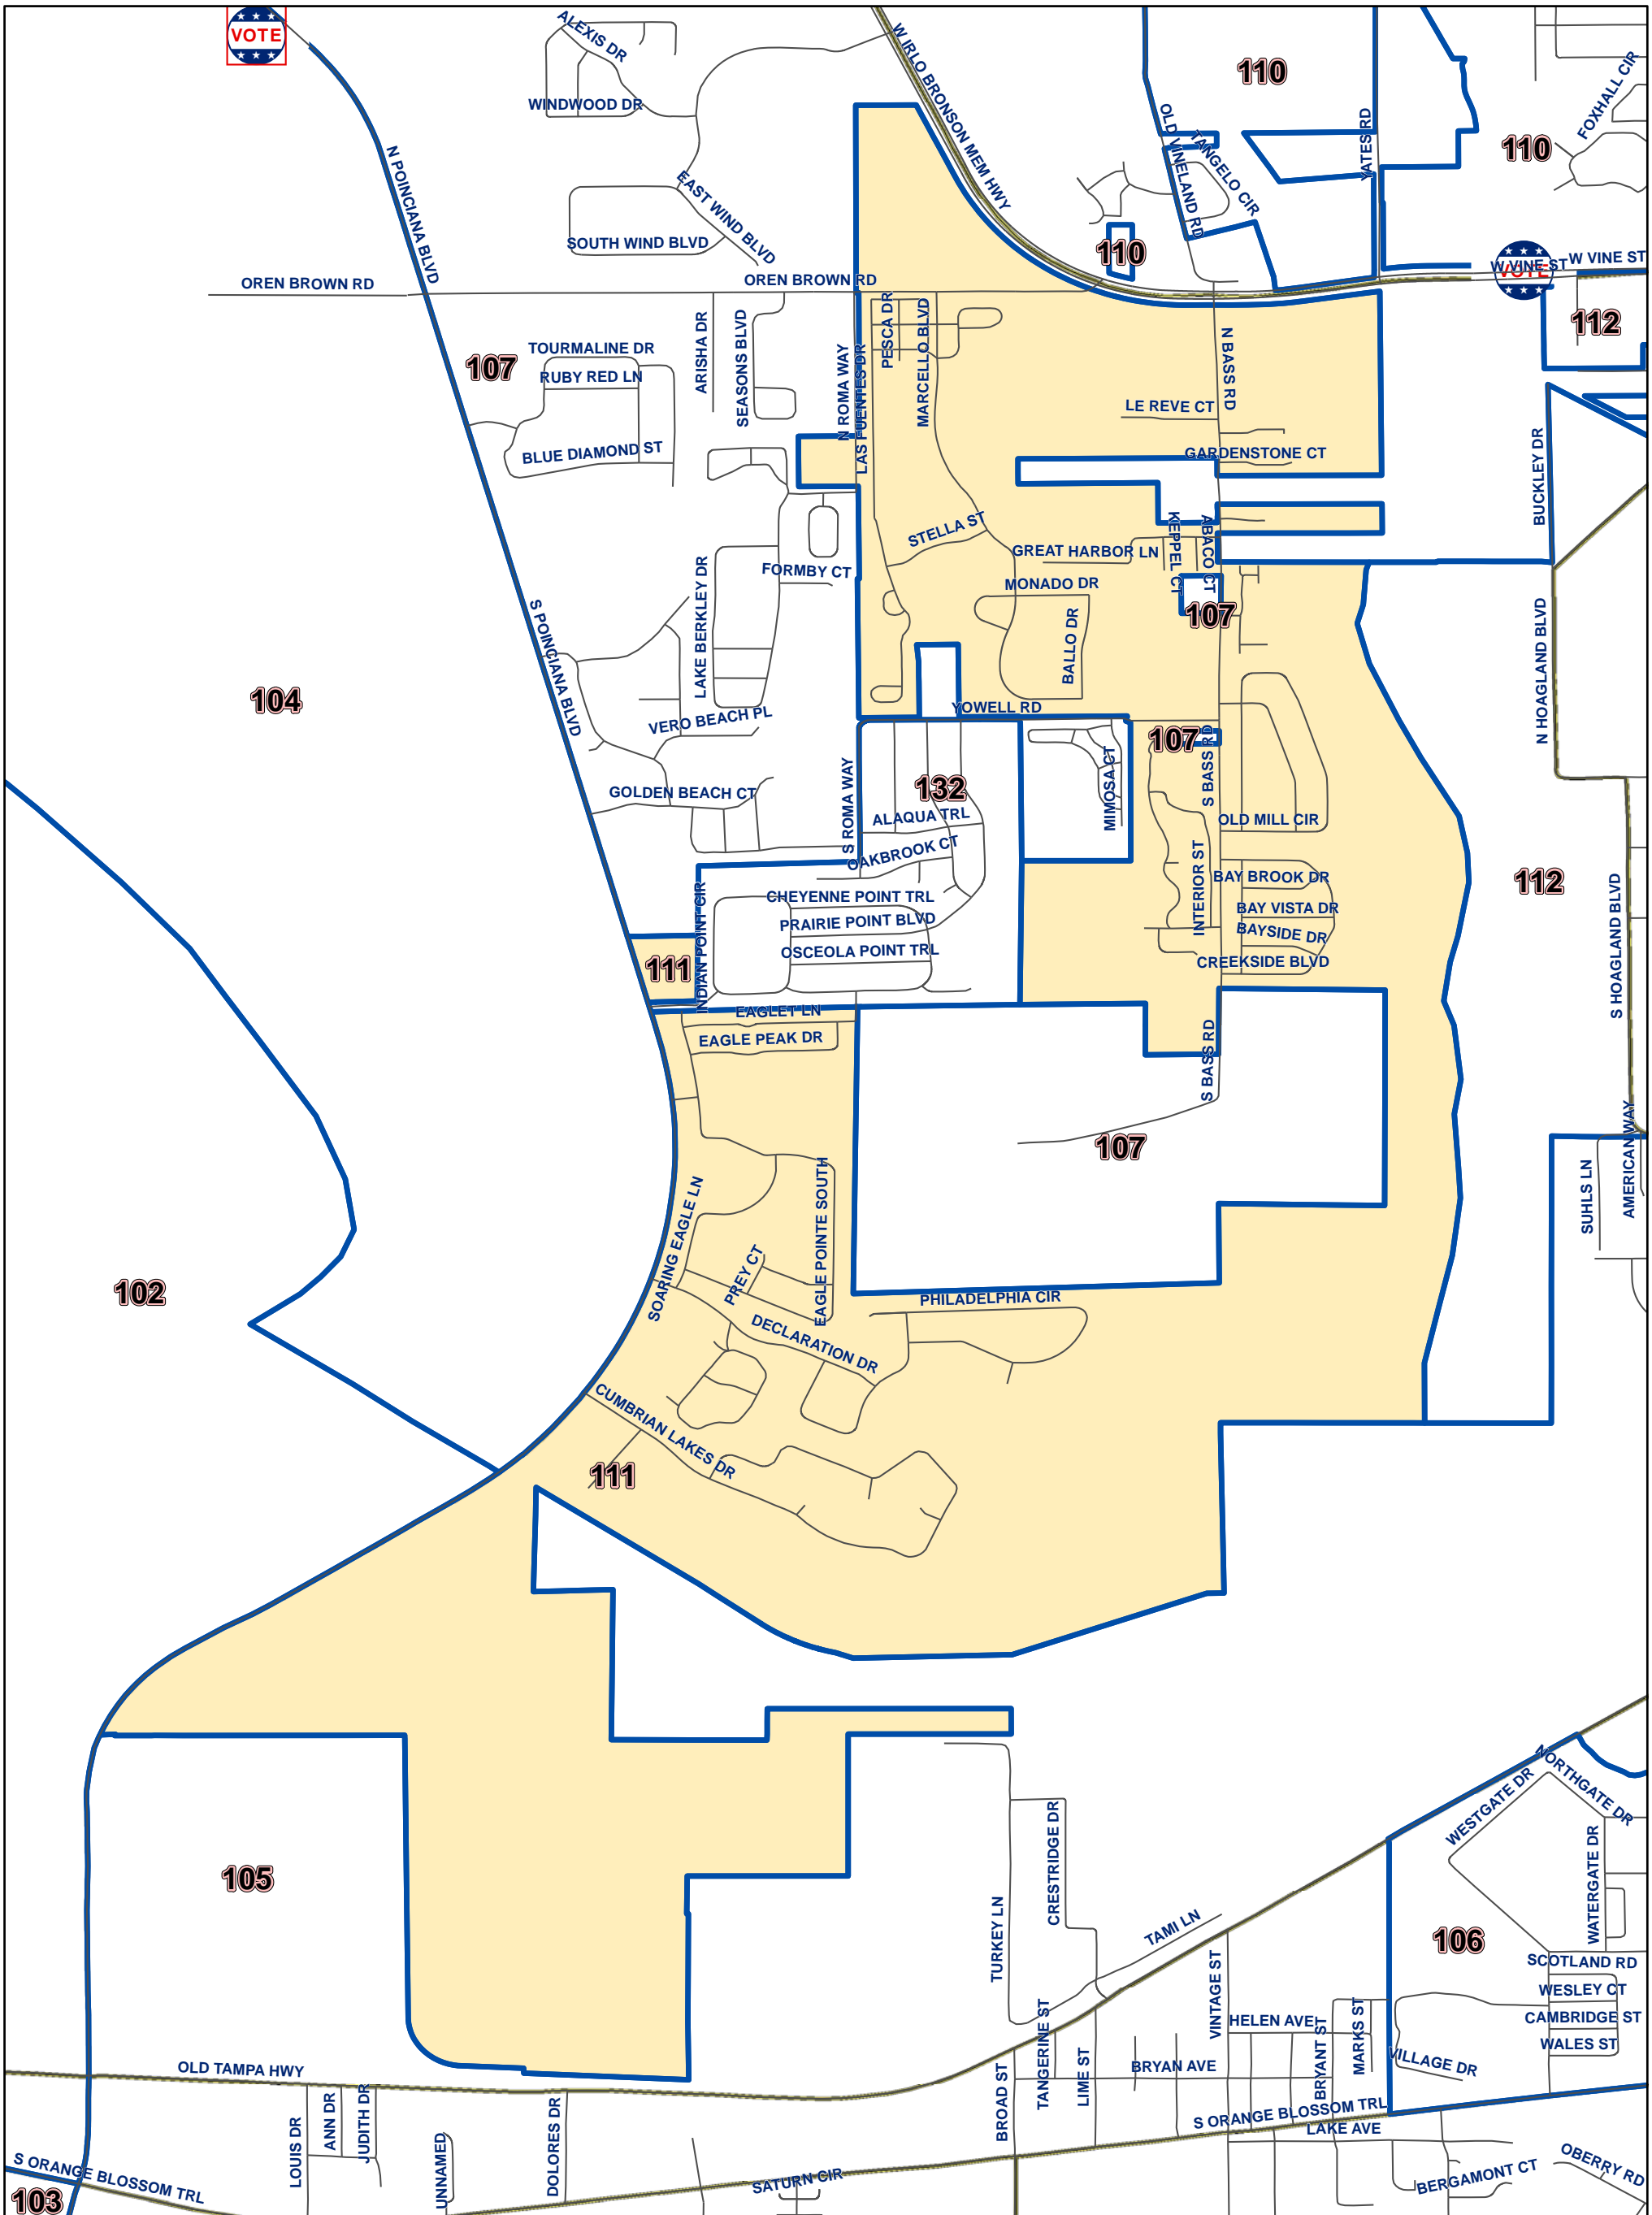 VOTE
ALEXIS DR
WINDWOOD DR
W IRLO BRONSON MEM HWY
110
FOXHALL CIR
N POINCIANA BLVD
EAST WIND BLVD
SOUTH WIND BLVD
OLD VINELAND RD
TANGELO CIR
YATES RD
110
110
VOTE
W VINE ST
W VINE ST
OREN BROWN RD
OREN BROWN RD
112
107
TOURMALINE DR
RUBY RED LN
BLUE DIAMOND ST
ARISHA DR
SEASONS BLVD
N ROMA WAY
LAS FUENTES DR
PESCA DR
MARCELLO BLVD
N BASS RD
LE REVE CT
GARDENSTONE CT
BUCKLEY DR
STELLA ST
GREAT HARBOR LN
KEPPEL CT
ABACO CT
MONADO DR
BALLO DR
107
FORMBY CT
LAKE BERKLEY DR
S POINCIANA BLVD
N HOAGLAND BLVD
104
VERO BEACH PL
YOWELL RD
107
S BASS RD
132
MIMOSA CT
GOLDEN BEACH CT
S ROMA WAY
ALAQUA TRL
OAKBROOK CT
OLD MILL CIR
INTERIOR ST
BAY BROOK DR
BAY VISTA DR
BAYSIDE DR
CREEKSIDE BLVD
112
S HOAGLAND BLVD
CHEYENNE POINT TRL
PRAIRIE POINT BLVD
OSCEOLA POINT TRL
INDIAN POINT CIR
111
EAGLET LN
EAGLE PEAK DR
S BASS RD
107
AMERICAN WAY
SUHLS LN
SOARING EAGLE LN
EAGLE POINTE SOUTH
PREY CT
102
PHILADELPHIA CIR
DECLARATION DR
CUMBRIAN LAKES DR
111
105
CRESTRIDGE DR
TURKEY LN
TAMI LN
WESTGATE DR
NORTHGATE DR
WATERGATE DR
106
SCOTLAND RD
WESLEY CT
CAMBRIDGE ST
WALES ST
VILLAGE DR
VINTAGE ST
HELEN AVE
BRYANT ST
MARKS ST
TANGERINE ST
LIME ST
BRYAN AVE
BROAD ST
S ORANGE BLOSSOM TRL
LAKE AVE
OLD TAMPA HWY
LOUIS DR
ANN DR
JUDITH DR
UNNAMED
DOLORES DR
SATURN CIR
BERGAMONT CT
OBERRY RD
S ORANGE BLOSSOM TRL
103